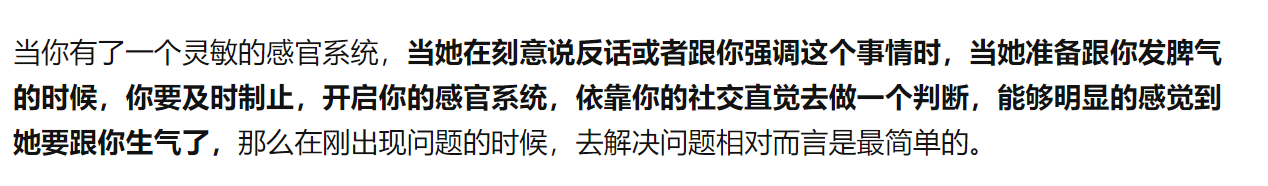 当你有了一个灵敏的感官系统，当她在刻意说反话或者跟你强调这个事情时，当她准备跟你发脾气
的时候，你要及时制止，开启你的感官系统，依靠你的社交直觉去做一个判断，能够明显的感觉到
她要跟你生气了，那么在刚出现问题的时候，去解决问题相对而言是最简单的。